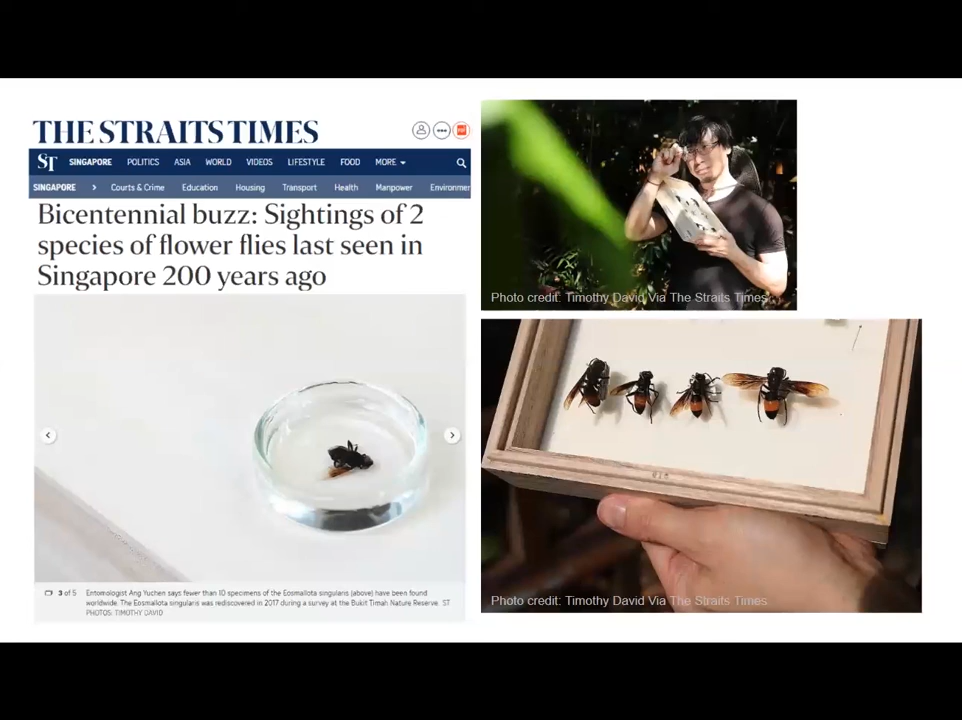 THE STRAITS TIMES
ST SINGAPORE POLITICS ASIA WORLD VIDEOS LIFESTYLE FOOD MORE
SINGAPORE > Courts & Crime Education Housing Transport Health Manpower Environmen
Bicentennial buzz: Sightings of 2
species of flower flies last seen in
Singapore 200 years ago
3 of 5 Entomologist Ang Yuchen says fewer than 10 specimens of the Eosmallota singularis (above) have been found
worldwide. The Eosmallota singularis was rediscovered in 2017 during a survey at the Bukit Timah Nature Reserve. ST
PHOTOS: TIMOTHY DAVID
Photo credit: Timothy David Via The Straits Times
Photo credit: Timothy David Via The Straits Times